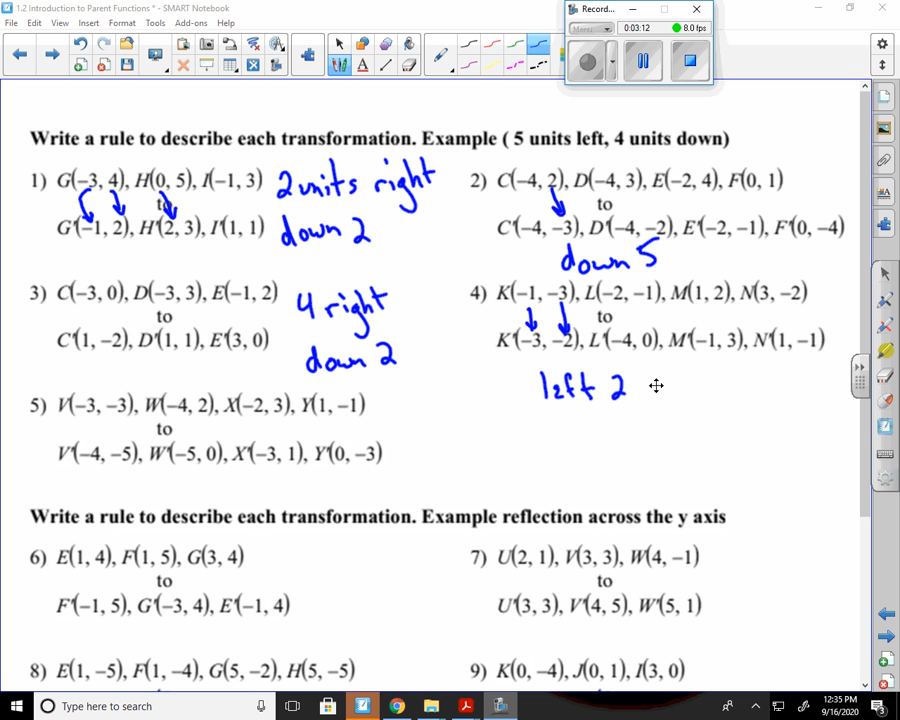 1.2 Introduction to Parent Functions * - SMART Notebook
Recor...
File Edit View Insert Format Tools Add-ons Help
Menu 00:03:12 8.0 fps
Write a rule to describe each transformation. Example ( 5 units left, 4 units down)
1) G(−3, 4), H(0, 5), I(−1, 3)
to
G'(−1, 2), H'(2, 3), I'(1, 1)
2 units right
down 2
2) C(−4, 2), D(−4, 3), E(−2, 4), F(0, 1)
to
C'(−4, −3), D'(−4, −2), E'(−2, −1), F'(0, −4)
down 5
3) C(−3, 0), D(−3, 3), E(−1, 2)
to
C'(1, −2), D'(1, 1), E'(3, 0)
4 right
down 2
4) K(−1, −3), L(−2, −1), M(1, 2), N(3, −2)
to
K'(−3, −2), L'(−4, 0), M'(−1, 3), N'(1, −1)
left 2
5) V(−3, −3), W(−4, 2), X(−2, 3), Y(1, −1)
to
V'(−4, −5), W'(−5, 0), X'(−3, 1), Y'(0, −3)
Write a rule to describe each transformation. Example reflection across the y axis
6) E(1, 4), F(1, 5), G(3, 4)
to
F'(−1, 5), G'(−3, 4), E'(−1, 4)
7) U(2, 1), V(3, 3), W(4, −1)
to
U'(3, 3), V'(4, 5), W'(5, 1)
8) E(1, −5), F(1, −4), G(5, −2), H(5, −5)
9) K(0, −4), J(0, 1), I(3, 0)
Type here to search
12:35 PM
9/16/2020
3